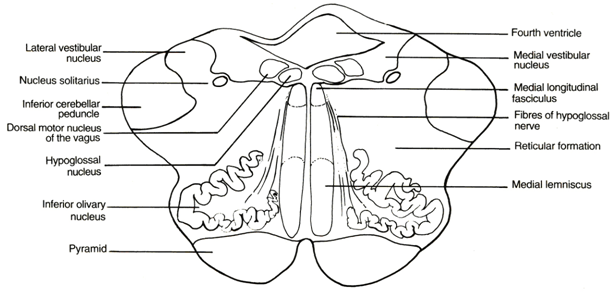 Lateral vestibular
nucleus
Nucleus solitarius
Inferior cerebellar
peduncle
Dorsal motor nucleus
of the vagus
Hypoglossal
nucleus
Inferior olivary
nucleus
Pyramid
Fourth ventricle
Medial vestibular
nucleus
Medial longitudinal
fasciculus
Fibres of hypoglossal
nerve
Reticular formation
Medial lemniscus